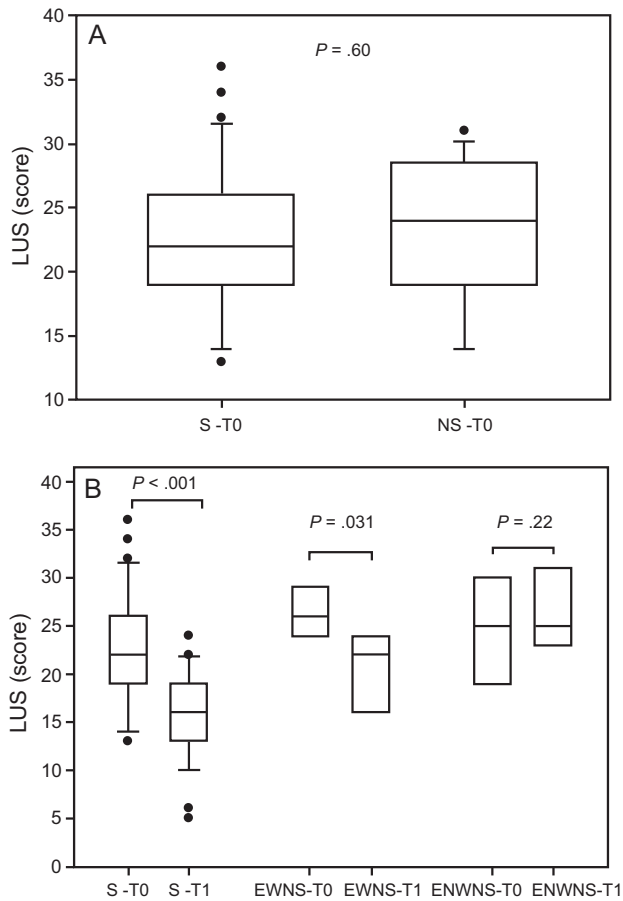 A
P = .60
40
35
30
25
20
15
10
LUS (score)
S -T0 NS -T0
B
P < .001
P = .031 P = .22
40
35
30
25
20
15
10
5
0
LUS (score)
S -T0 S -T1 EWNS-T0 EWNS-T1 ENWNS-T0 ENWNS-T1